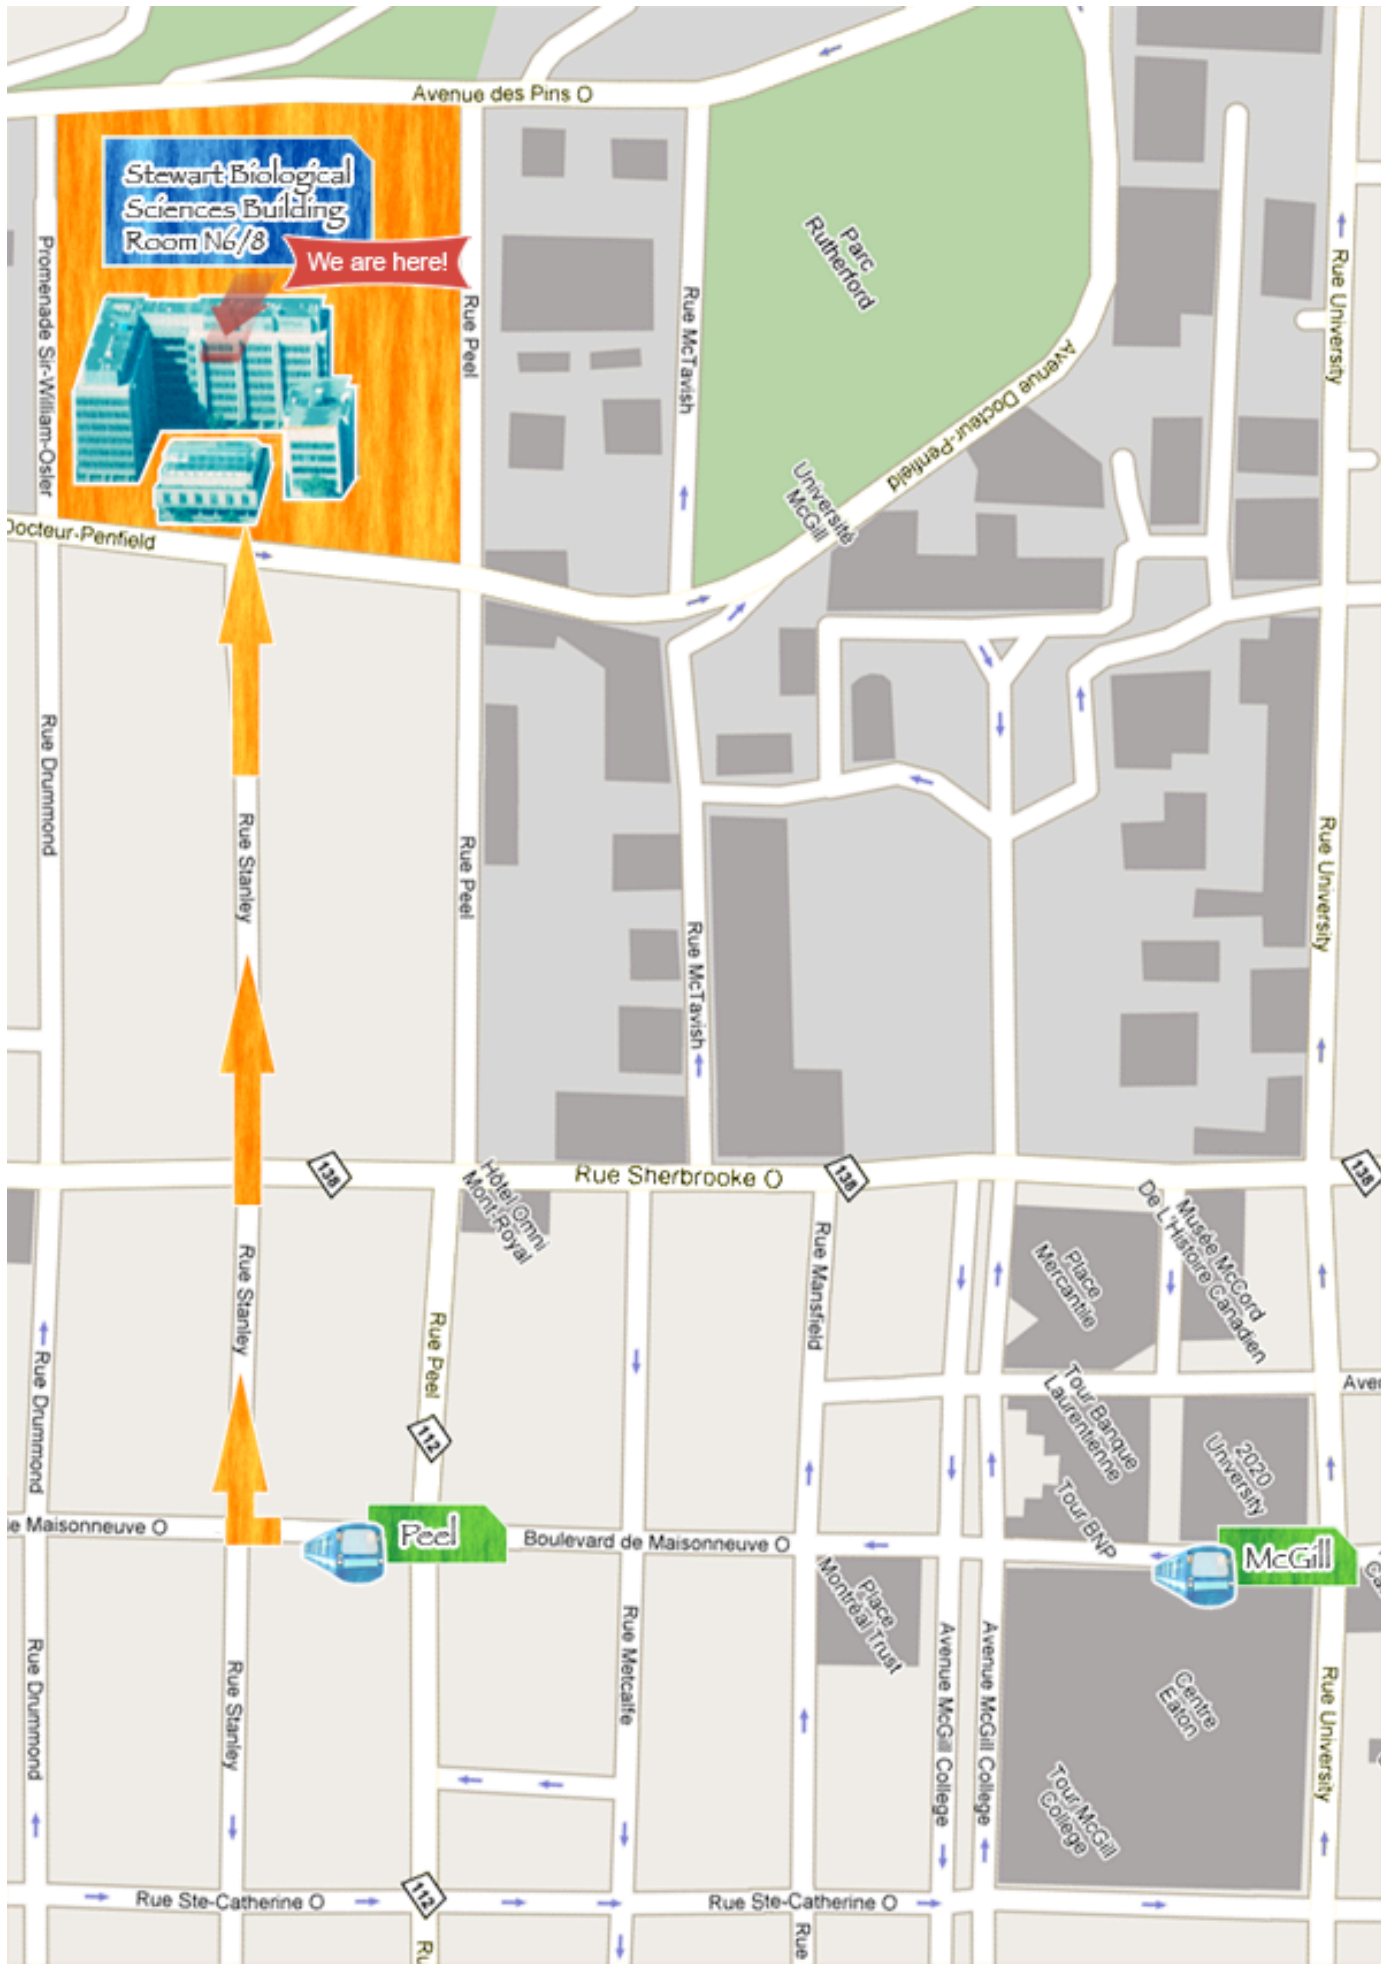 Avenue des Pins O
Stewart Biological
Sciences Building
Room N6/8
We are here!
Promenade Sir-William-Osler
Rue Peel
Rue McTavish
Parc
Rutherford
Rue University
Avenue Docteur-Penfield
Université
McGill
Docteur-Penfield
Rue Drummond
Rue Stanley
Rue Peel
Rue McTavish
Rue University
138
Rue Sherbrooke O
138
138
Hôtel Omni
Mont-Royal
Rue Stanley
Rue Peel
112
Rue Mansfield
Place
Mercantile
Musée McCord
De L'Histoire Canadien
Rue Drummond
Tour Banque
Laurentienne
Aven
2020
University
Tour BNP
e Maisonneuve O
Peel
Boulevard de Maisonneuve O
McGill
Place
Montréal Trust
Ca
Rue Drummond
Rue Stanley
Rue Metcalfe
Avenue McGill College
Avenue McGill College
Centre
Eaton
Rue University
Tour McGill
College
Rue Ste-Catherine O
112
Rue Ste-Catherine O
Ru
Rue